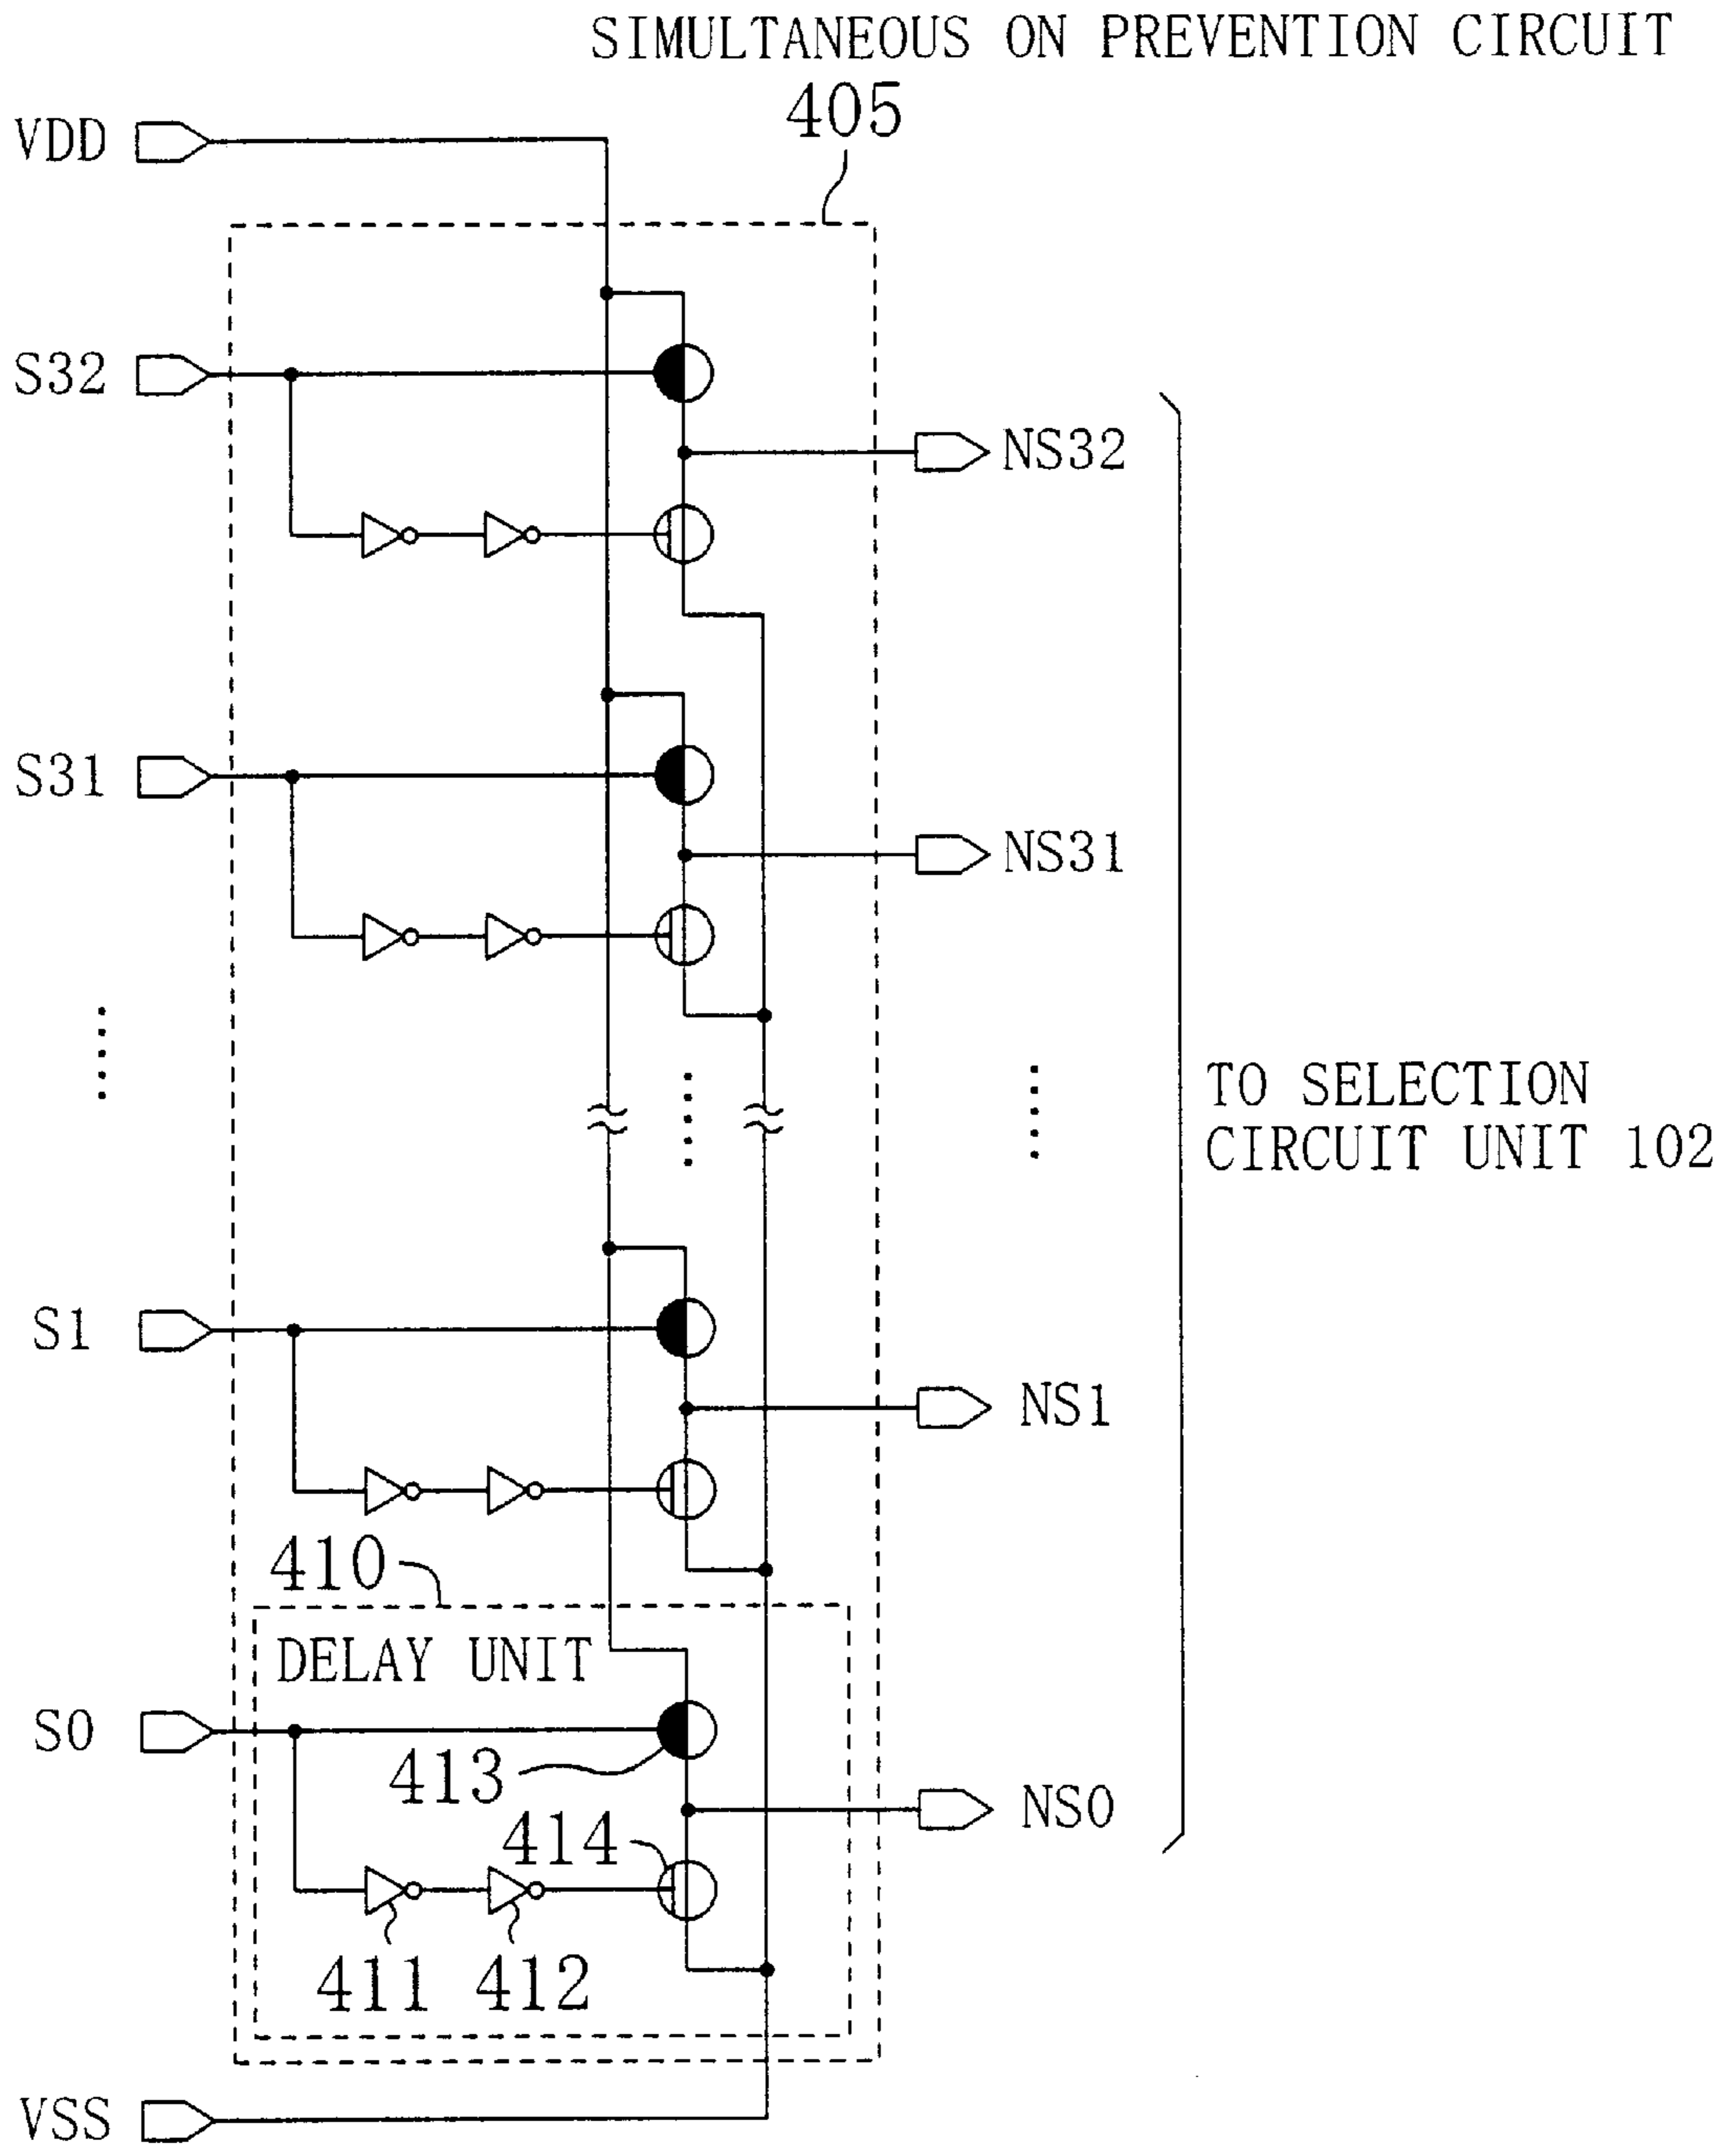 SIMULTANEOUS ON PREVENTION CIRCUIT
405
VDD
S32
NS32
S31
NS31
TO SELECTION
CIRCUIT UNIT 102
S1
NS1
410
DELAY UNIT
S0
413
NS0
414
411
412
VSS